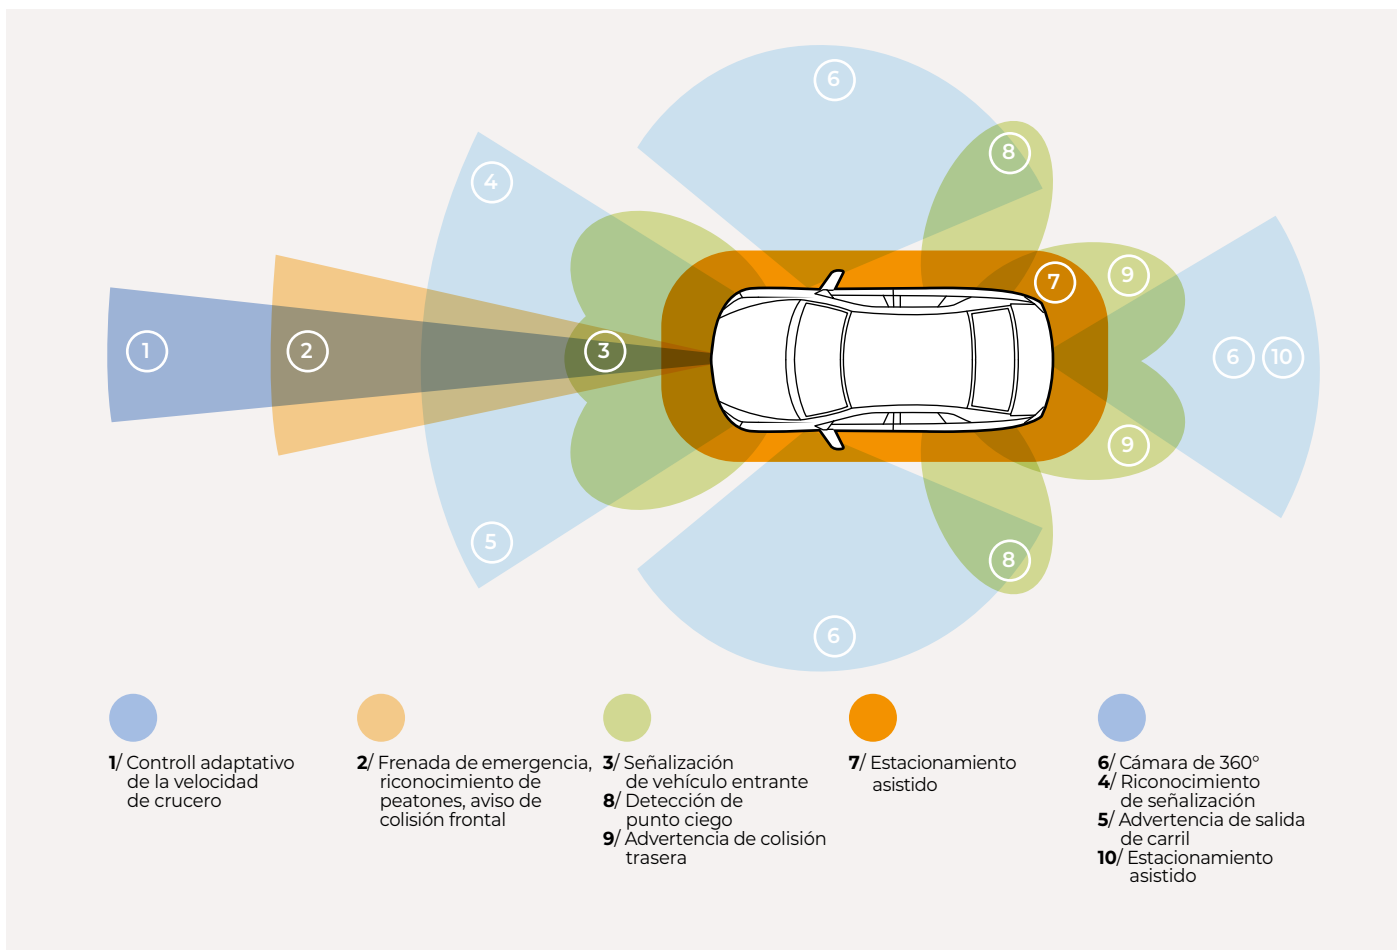 6
8
4
9
7
1
2
3
6 10
9
5
8
6
1/ Controll adaptativo
de la velocidad
de crucero
2/ Frenada de emergencia,
riconocimiento de
peatones, aviso de
colisión frontal
3/ Señalización
de vehículo entrante
8/ Detección de
punto ciego
9/ Advertencia de colisión
trasera
7/ Estacionamiento
asistido
6/ Cámara de 360°
4/ Riconocimiento
de señalización
5/ Advertencia de salida
de carril
10/ Estacionamiento
asistido